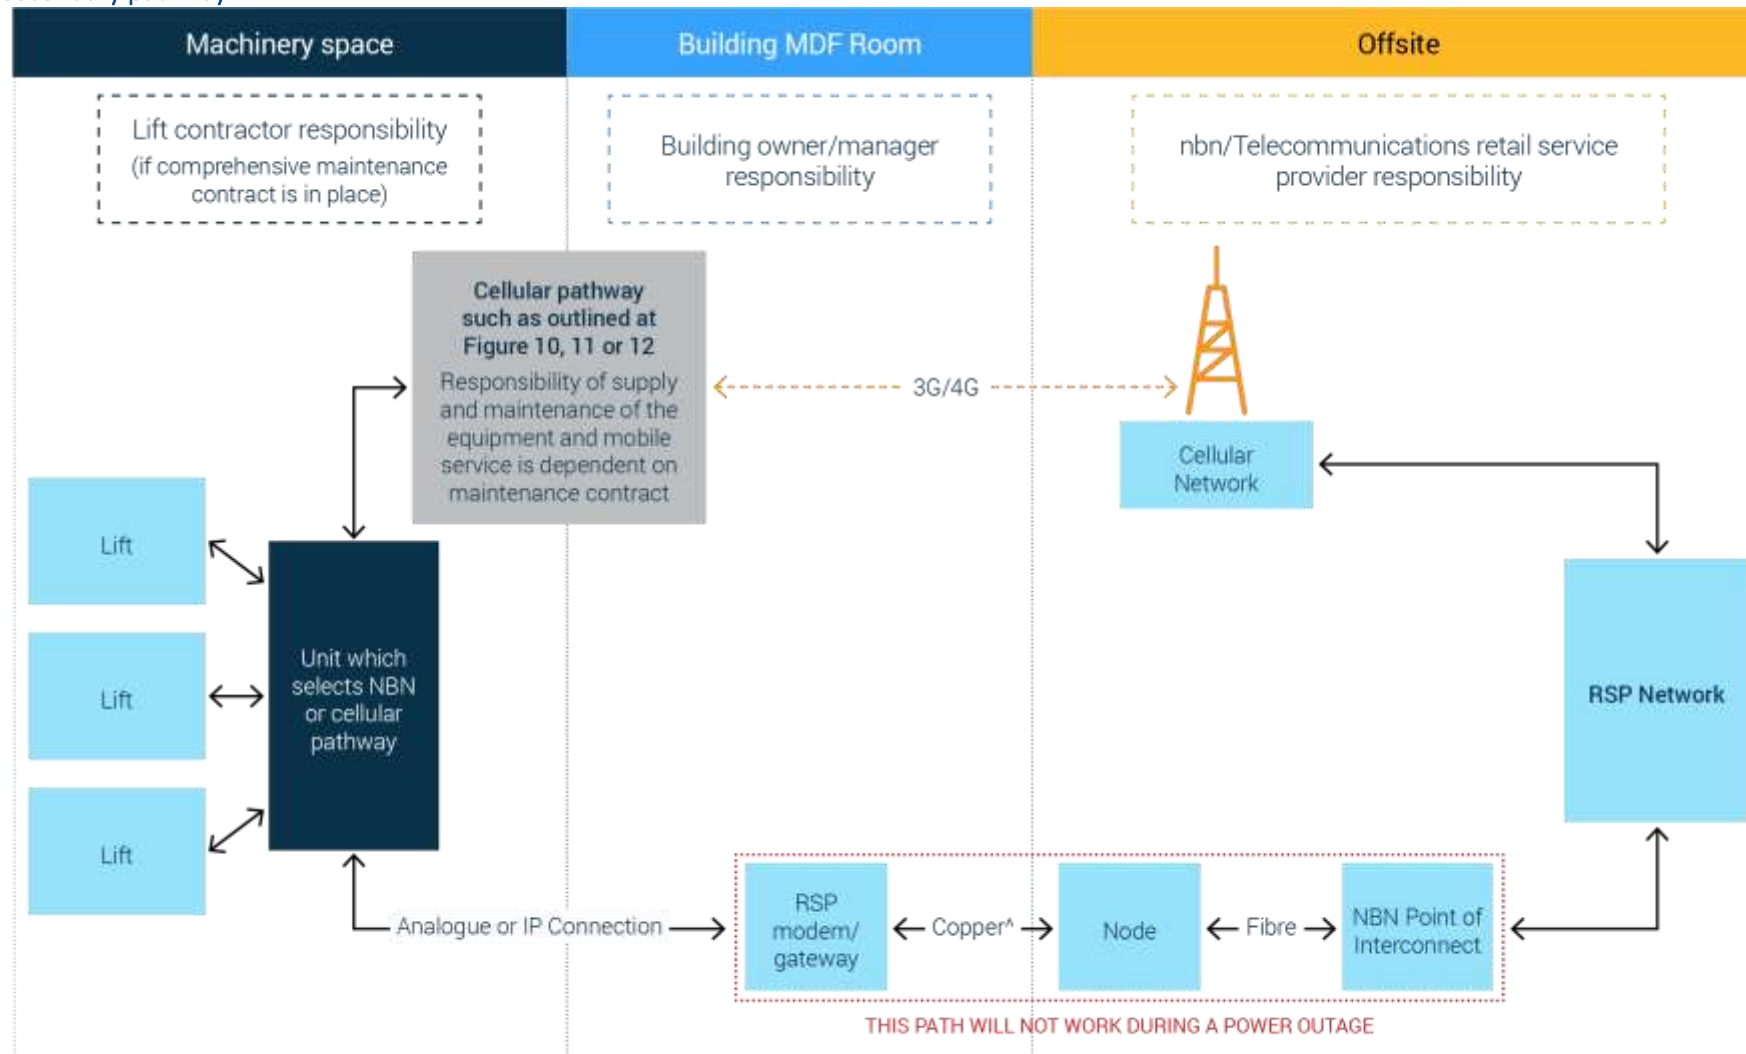 Machinery space
Building MDF Room
Offsite
Lift contractor responsibility
(if comprehensive maintenance
contract is in place)
Building owner/manager
responsibility
nbn/Telecommunications retail service
provider responsibility
Cellular pathway
such as outlined at
Figure 10, 11 or 12
Responsibility of supply
and maintenance of the
equipment and mobile
service is dependent on
maintenance contract
3G/4G
Cellular
Network
Lift
Lift
Lift
Unit which
selects NBN
or cellular
pathway
RSP Network
Analogue or IP Connection
RSP
modem/
gateway
Copper^
Node
Fibre
NBN Point of
Interconnect
THIS PATH WILL NOT WORK DURING A POWER OUTAGE